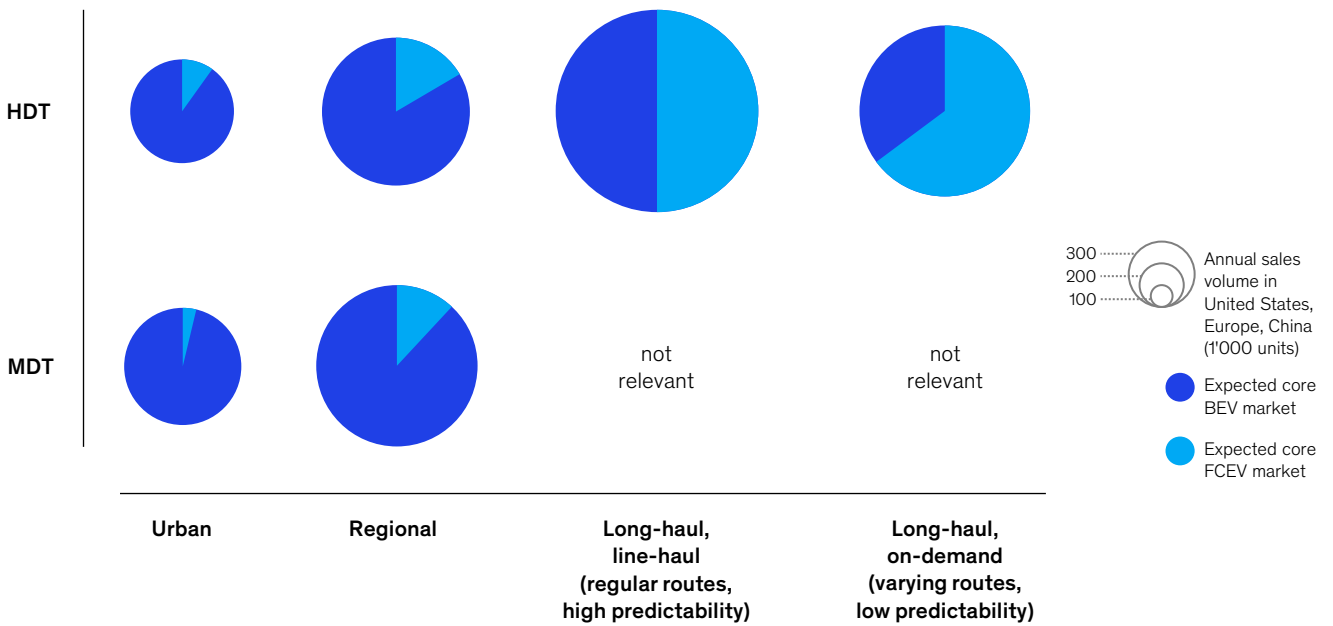 HDT
MDT
not
relevant
not
relevant
Urban
Regional
Long-haul,
line-haul
(regular routes,
high predictability)
Long-haul,
on-demand
(varying routes,
low predictability)
300
200
100
Annual sales
volume in
United States,
Europe, China
(1'000 units)
Expected core
BEV market
Expected core
FCEV market